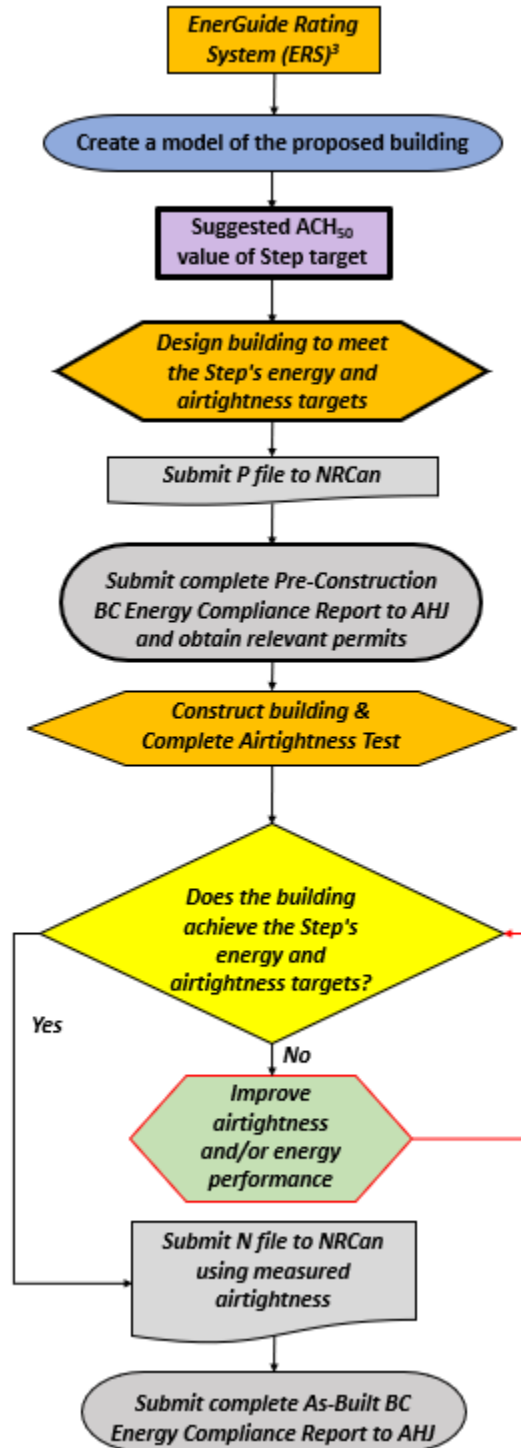 EnerGuide Rating
System (ERS)³
Create a model of the proposed building
Suggested ACH₅₀
value of Step target
Design building to meet
the Step's energy and
airtightness targets
Submit P file to NRCan
Submit complete Pre-Construction
BC Energy Compliance Report to AHJ
and obtain relevant permits
Construct building &
Complete Airtightness Test
Does the building
achieve the Step's
energy and
airtightness targets?
Yes
No
Improve
airtightness
and/or energy
performance
Submit N file to NRCan
using measured
airtightness
Submit complete As-Built BC
Energy Compliance Report to AHJ